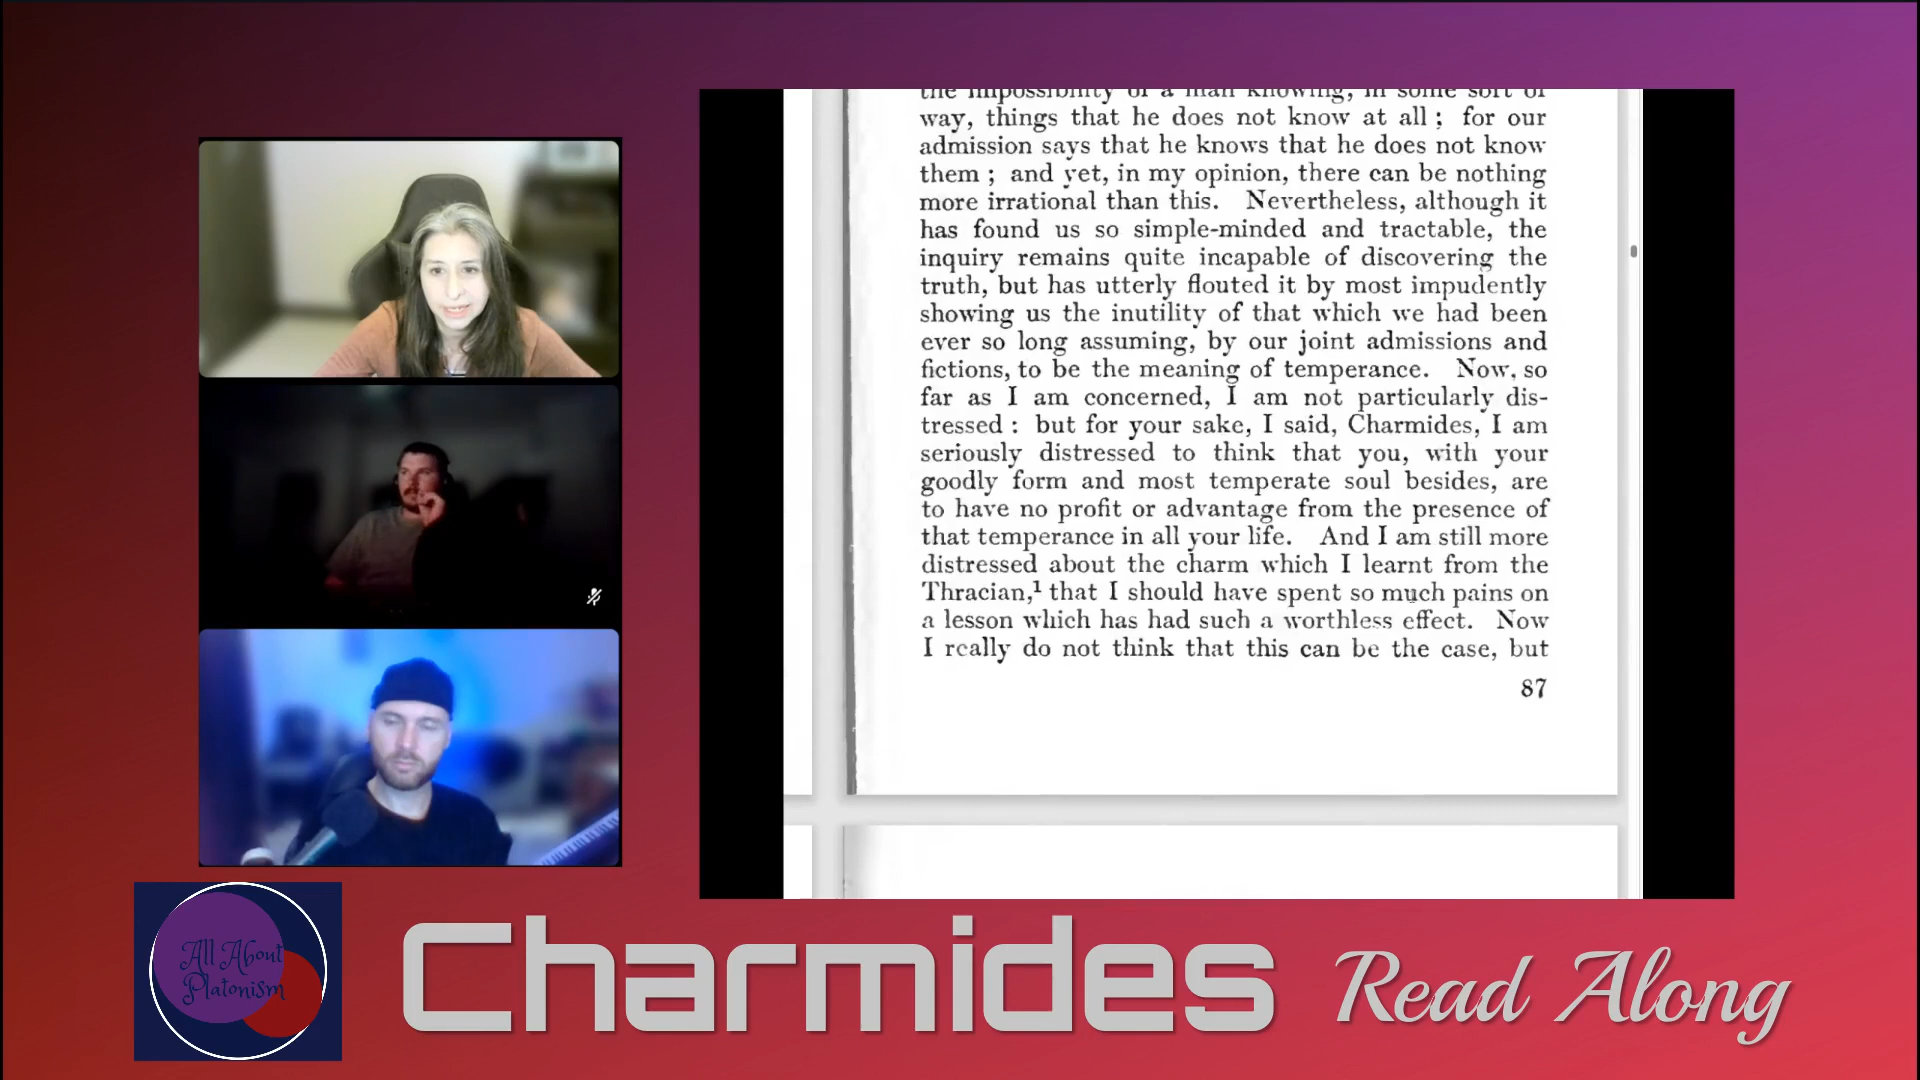 the impossibility of a man knowing, in some sort of
way, things that he does not know at all ; for our
admission says that he knows that he does not know
them ; and yet, in my opinion, there can be nothing
more irrational than this. Nevertheless, although it
has found us so simple-minded and tractable, the
inquiry remains quite incapable of discovering the
truth, but has utterly flouted it by most impudently
showing us the inutility of that which we had been
ever so long assuming, by our joint admissions and
fictions, to be the meaning of temperance. Now, so
far as I am concerned, I am not particularly dis-
tressed : but for your sake, I said, Charmides, I am
seriously distressed to think that you, with your
goodly form and most temperate soul besides, are
to have no profit or advantage from the presence of
that temperance in all your life. And I am still more
distressed about the charm which I learnt from the
Thracian,¹ that I should have spent so much pains on
a lesson which has had such a worthless effect. Now
I really do not think that this can be the case, but
87
All About
Platonism
Charmides Read Along